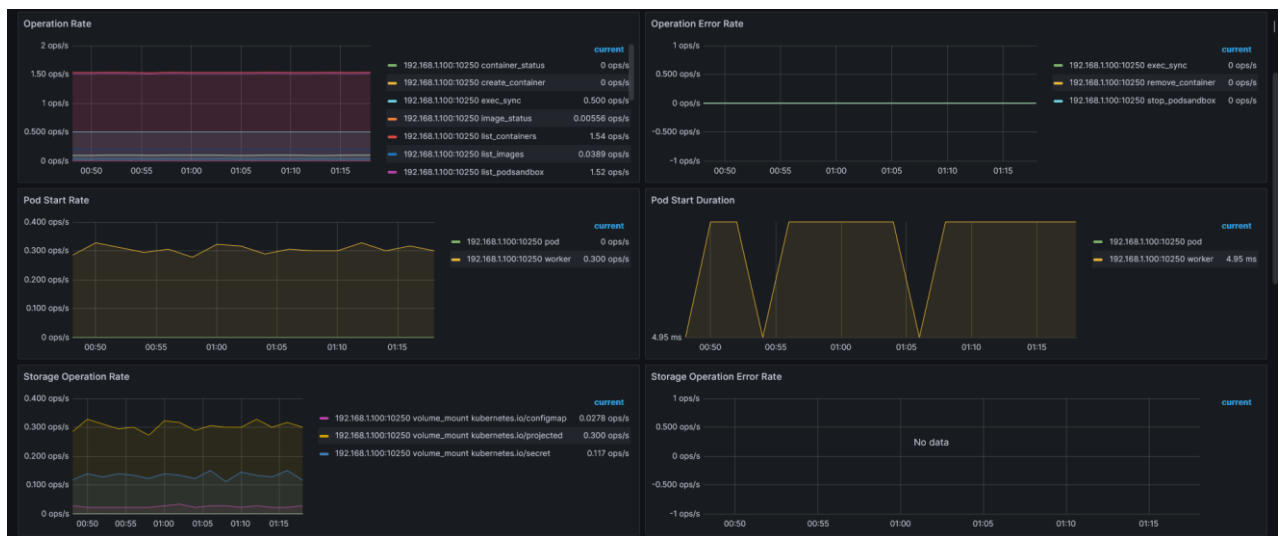 Operation Rate
2 ops/s
1.50 ops/s
1 ops/s
0.500 ops/s
0 ops/s
00:50 00:55 01:00 01:05 01:10 01:15
current
192.168.1.100:10250 container_status 0 ops/s
192.168.1.100:10250 create_container 0 ops/s
192.168.1.100:10250 exec_sync 0.500 ops/s
192.168.1.100:10250 image_status 0.00556 ops/s
192.168.1.100:10250 list_containers 1.54 ops/s
192.168.1.100:10250 list_images 0.0389 ops/s
192.168.1.100:10250 list_podsandbox 1.52 ops/s
Operation Error Rate
1 ops/s
0.500 ops/s
0 ops/s
-0.500 ops/s
-1 ops/s
00:50 00:55 01:00 01:05 01:10 01:15
current
192.168.1.100:10250 exec_sync 0 ops/s
192.168.1.100:10250 remove_container 0 ops/s
192.168.1.100:10250 stop_podsandbox 0 ops/s
Pod Start Rate
0.400 ops/s
0.300 ops/s
0.200 ops/s
0.100 ops/s
0 ops/s
00:50 00:55 01:00 01:05 01:10 01:15
current
192.168.1.100:10250 pod 0 ops/s
192.168.1.100:10250 worker 0.300 ops/s
Pod Start Duration
4.95 ms
00:50 00:55 01:00 01:05 01:10 01:15
current
192.168.1.100:10250 pod
192.168.1.100:10250 worker 4.95 ms
Storage Operation Rate
0.400 ops/s
0.300 ops/s
0.200 ops/s
0.100 ops/s
0 ops/s
00:50 00:55 01:00 01:05 01:10 01:15
current
192.168.1.100:10250 volume_mount kubernetes.io/configmap 0.0278 ops/s
192.168.1.100:10250 volume_mount kubernetes.io/projected 0.300 ops/s
192.168.1.100:10250 volume_mount kubernetes.io/secret 0.117 ops/s
Storage Operation Error Rate
1 ops/s
0.500 ops/s
0 ops/s
-0.500 ops/s
-1 ops/s
No data
00:50 00:55 01:00 01:05 01:10 01:15
current